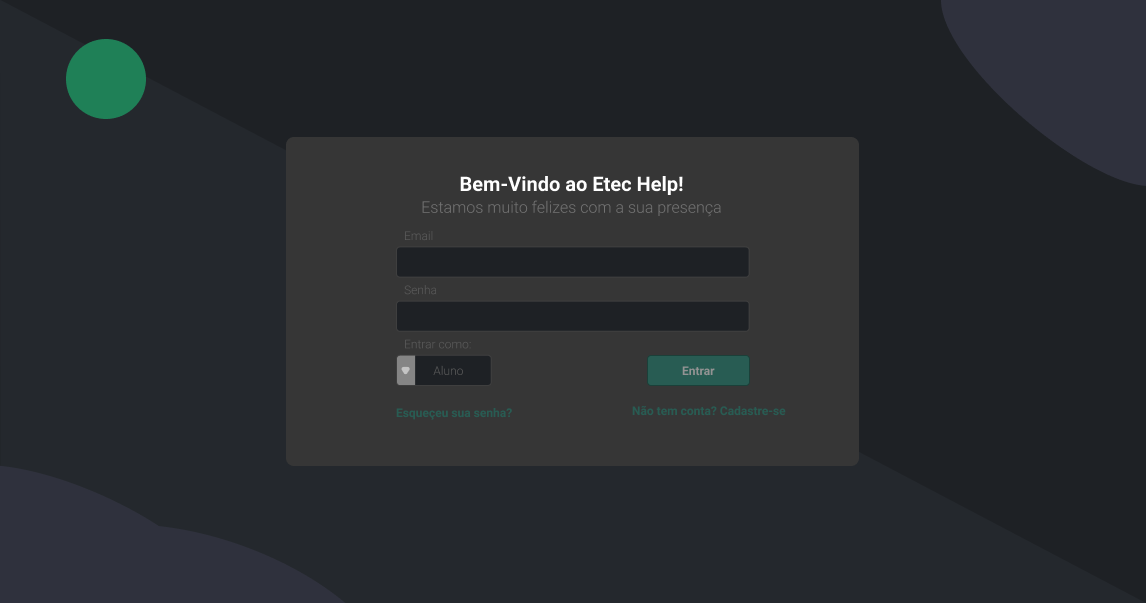 Bem-Vindo ao Etec Help!
Estamos muito felizes com a sua presença
Email
Senha
Entrar como:
Aluno
Entrar
Esqueçeu sua senha?
Não tem conta? Cadastre-se